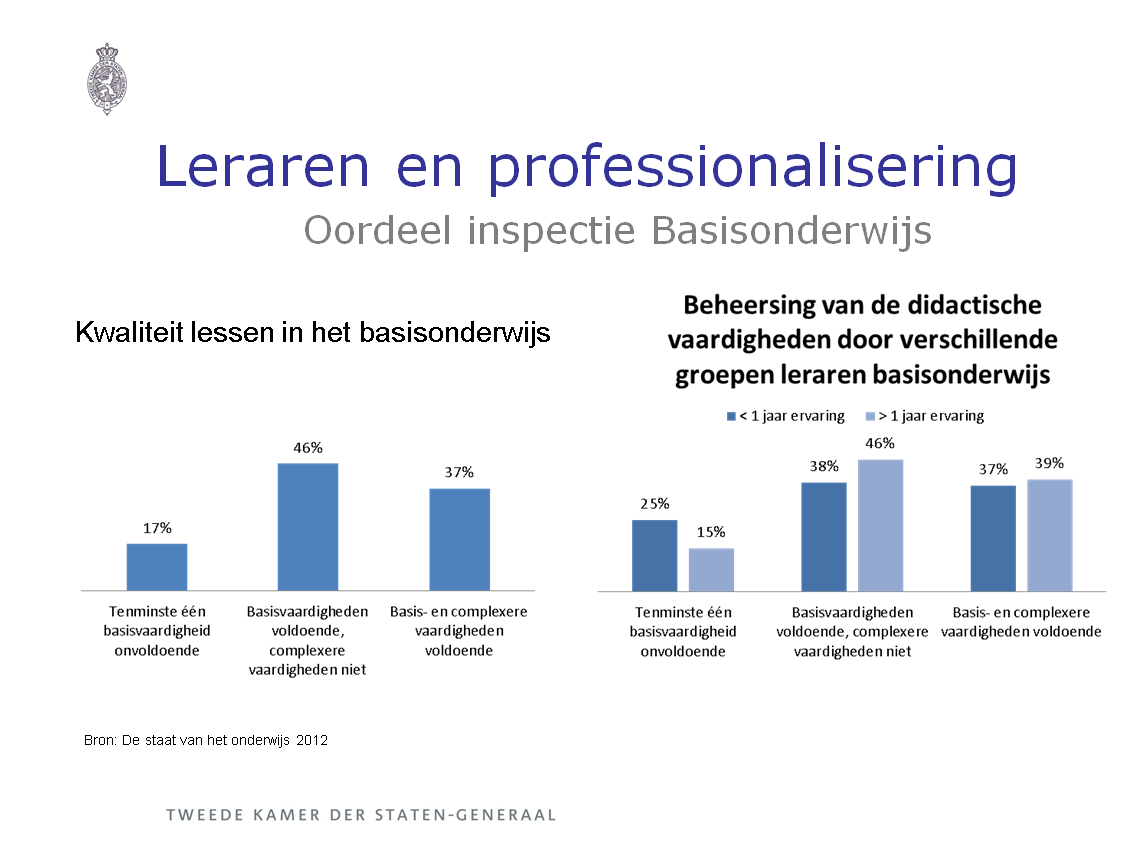 Leraren en professionalisering
Oordeel inspectie Basisonderwijs
Kwaliteit lessen in het basisonderwijs
46%
37%
17%
Tenminste één
basisvaardigheid
onvoldoende
Basisvaardigheden
voldoende,
complexere
vaardigheden niet
Basis- en complexere
vaardigheden
voldoende
Beheersing van de didactische
vaardigheden door verschillende
groepen leraren basisonderwijs
< 1 jaar ervaring
> 1 jaar ervaring
25%
15%
38%
46%
37%
39%
Tenminste één
basisvaardigheid
onvoldoende
Basisvaardigheden
voldoende, complexere
vaardigheden niet
Basis- en complexere
vaardigheden voldoende
Bron: De staat van het onderwijs 2012
TWEEDE KAMER DER STATEN-GENERAAL